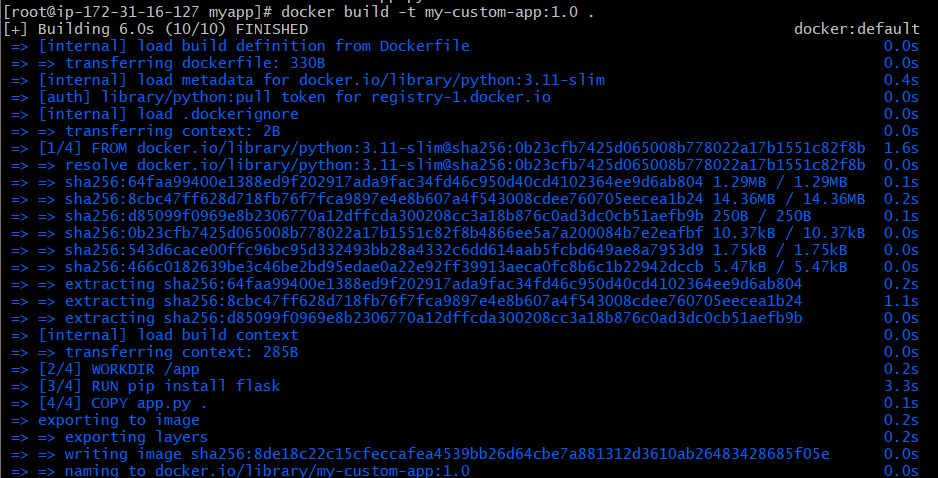 [root@ip-172-31-16-127 myapp]# docker build -t my-custom-app:1.0 .
[+] Building 6.0s (10/10) FINISHED docker:default
=> [internal] load build definition from Dockerfile 0.0s
=> => transferring dockerfile: 330B 0.0s
=> [internal] load metadata for docker.io/library/python:3.11-slim 0.4s
=> [auth] library/python:pull token for registry-1.docker.io 0.0s
=> [internal] load .dockerignore 0.0s
=> => transferring context: 2B 0.0s
=> [1/4] FROM docker.io/library/python:3.11-slim@sha256:0b23cfb7425d065008b778022a17b1551c82f8b 1.6s
=> => resolve docker.io/library/python:3.11-slim@sha256:0b23cfb7425d065008b778022a17b1551c82f8b 0.0s
=> => sha256:64faa99400e1388ed9f202917ada9fac34fd46c950d40cd4102364ee9d6ab804 1.29MB / 1.29MB 0.1s
=> => sha256:8cbc47ff628d718fb76f7fca9897e4e8b607a4f543008cdee760705eecea1b24 14.36MB / 14.36MB 0.2s
=> => sha256:d85099f0969e8b2306770a12dffcda300208cc3a18b876c0ad3dc0cb51aefb9b 250B / 250B 0.1s
=> => sha256:0b23cfb7425d065008b778022a17b1551c82f8b4866ee5a7a200084b7e2eafbf 10.37kB / 10.37kB 0.0s
=> => sha256:543d6cace00ffc96bc95d332493bb28a4332c6dd614aab5fcbd649ae8a7953d9 1.75kB / 1.75kB 0.0s
=> => sha256:466c0182639be3c46be2bd95edae0a22e92ff39913aeca0fc8b6c1b22942dccb 5.47kB / 5.47kB 0.0s
=> => extracting sha256:64faa99400e1388ed9f202917ada9fac34fd46c950d40cd4102364ee9d6ab804 0.2s
=> => extracting sha256:8cbc47ff628d718fb76f7fca9897e4e8b607a4f543008cdee760705eecea1b24 1.1s
=> => extracting sha256:d85099f0969e8b2306770a12dffcda300208cc3a18b876c0ad3dc0cb51aefb9b 0.0s
=> [internal] load build context 0.0s
=> => transferring context: 285B 0.0s
=> [2/4] WORKDIR /app 0.2s
=> [3/4] RUN pip install flask 3.3s
=> [4/4] COPY app.py . 0.1s
=> exporting to image 0.2s
=> => exporting layers 0.2s
=> => writing image sha256:8de18c22c15cfeccafea4539bb26d64cbe7a881312d3610ab26483428685f05e 0.0s
=> => naming to docker.io/library/my-custom-app:1.0 0.0s